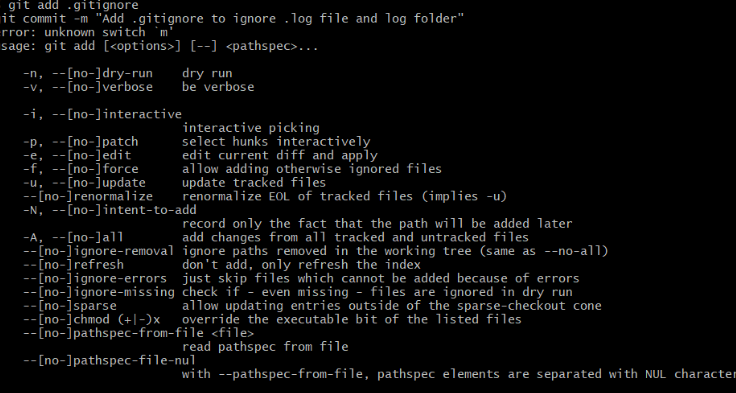 git add .gitignore
git commit -m "Add .gitignore to ignore .log file and log folder"
error: unknown switch `m'
usage: git add [<options>] [--] <pathspec>...
-n, --[no-]dry-run    dry run
-v, --[no-]verbose    be verbose
-i, --[no-]interactive
interactive picking
-p, --[no-]patch      select hunks interactively
-e, --[no-]edit       edit current diff and apply
-f, --[no-]force      allow adding otherwise ignored files
-u, --[no-]update     update tracked files
--[no-]renormalize    renormalize EOL of tracked files (implies -u)
-N, --[no-]intent-to-add
record only the fact that the path will be added later
-A, --[no-]all        add changes from all tracked and untracked files
--[no-]ignore-removal ignore paths removed in the working tree (same as --no-all)
--[no-]refresh        don't add, only refresh the index
--[no-]ignore-errors  just skip files which cannot be added because of errors
--[no-]ignore-missing check if - even missing - files are ignored in dry run
--[no-]sparse         allow updating entries outside of the sparse-checkout cone
--[no-]chmod (+|-)x   override the executable bit of the listed files
--[no-]pathspec-from-file <file>
read pathspec from file
--[no-]pathspec-file-nul
with --pathspec-from-file, pathspec elements are separated with NUL character